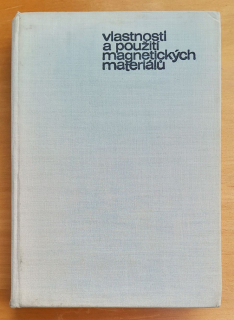 vlastnosti
a použití
magnetických
materiálů